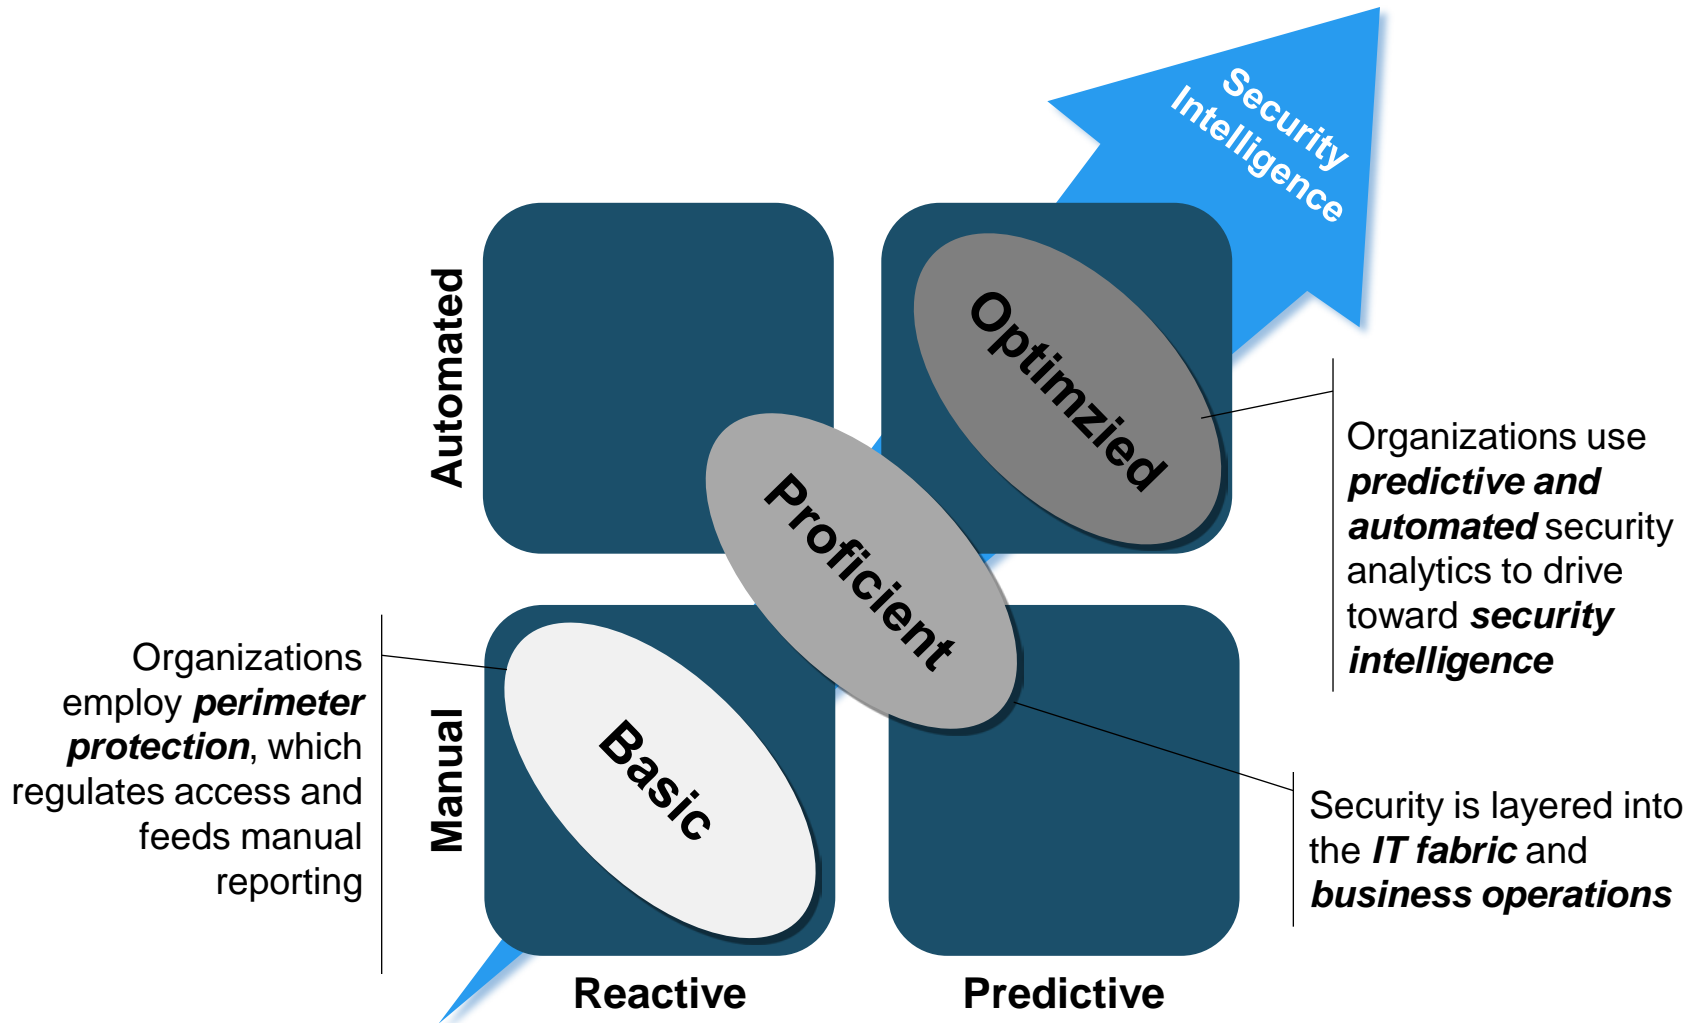 Security
Intelligence
Automated
Optimzied
Organizations use
predictive and
automated security
analytics to drive
toward security
intelligence
Proficient
Organizations
employ perimeter
protection, which
regulates access and
feeds manual
reporting
Manual
Basic
Security is layered into
the IT fabric and
business operations
Reactive
Predictive